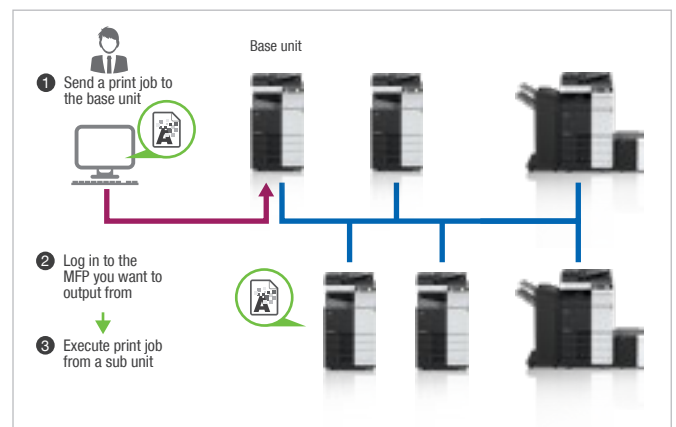 Base unit
1 Send a print job to
the base unit
2 Log in to the
MFP you want to
output from
3 Execute print job
from a sub unit
A
A